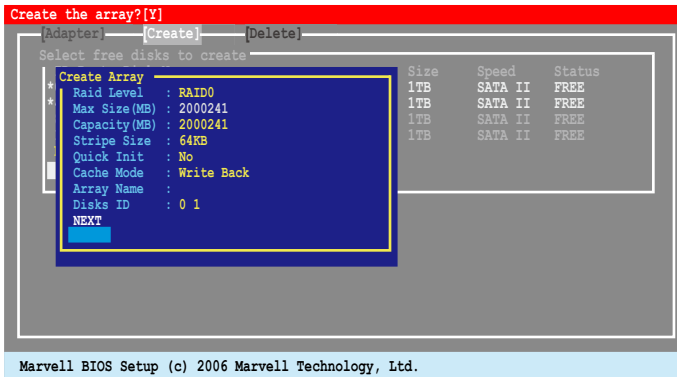 Create the array?[Y]
[Adapter] [Create] [Delete]
Select free disks to create
Size Speed Status
* 1TB SATA II FREE
* 1TB SATA II FREE
1TB SATA II FREE
1TB SATA II FREE
Create Array
Raid Level : RAID0
Max Size(MB) : 2000241
Capacity(MB) : 2000241
Stripe Size : 64KB
Quick Init : No
Cache Mode : Write Back
Array Name :
Disks ID : 0 1
NEXT
Marvell BIOS Setup (c) 2006 Marvell Technology, Ltd.